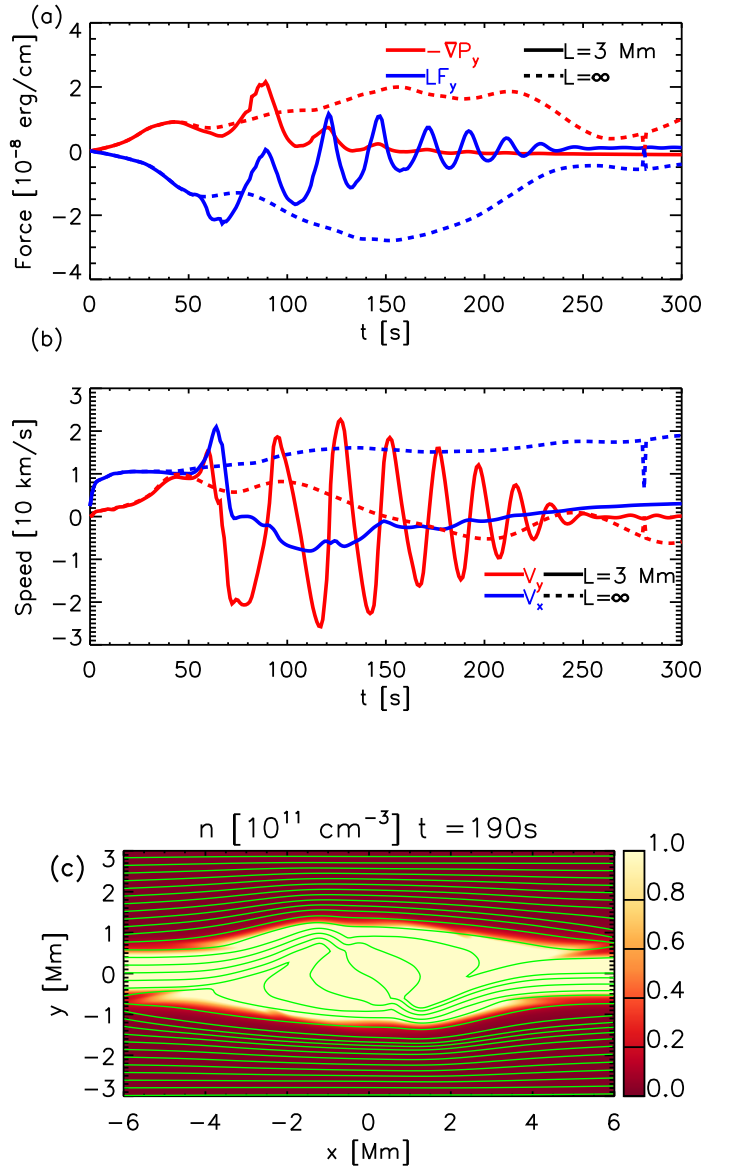 (a)
Force [10⁻⁸ erg/cm]
4
2
0
−2
−4
−∇P_y L=3 Mm
LF_y L=∞
0 50 100 150 200 250 300
t [s]
(b)
Speed [10 km/s]
3
2
1
0
−1
−2
−3
V_y L=3 Mm
V_x L=∞
0 50 100 150 200 250 300
t [s]
n [10¹¹ cm⁻³] t =190s
(c)
y [Mm]
3
2
1
0
−1
−2
−3
−6 −4 −2 0 2 4 6
x [Mm]
1.0
0.8
0.6
0.4
0.2
0.0